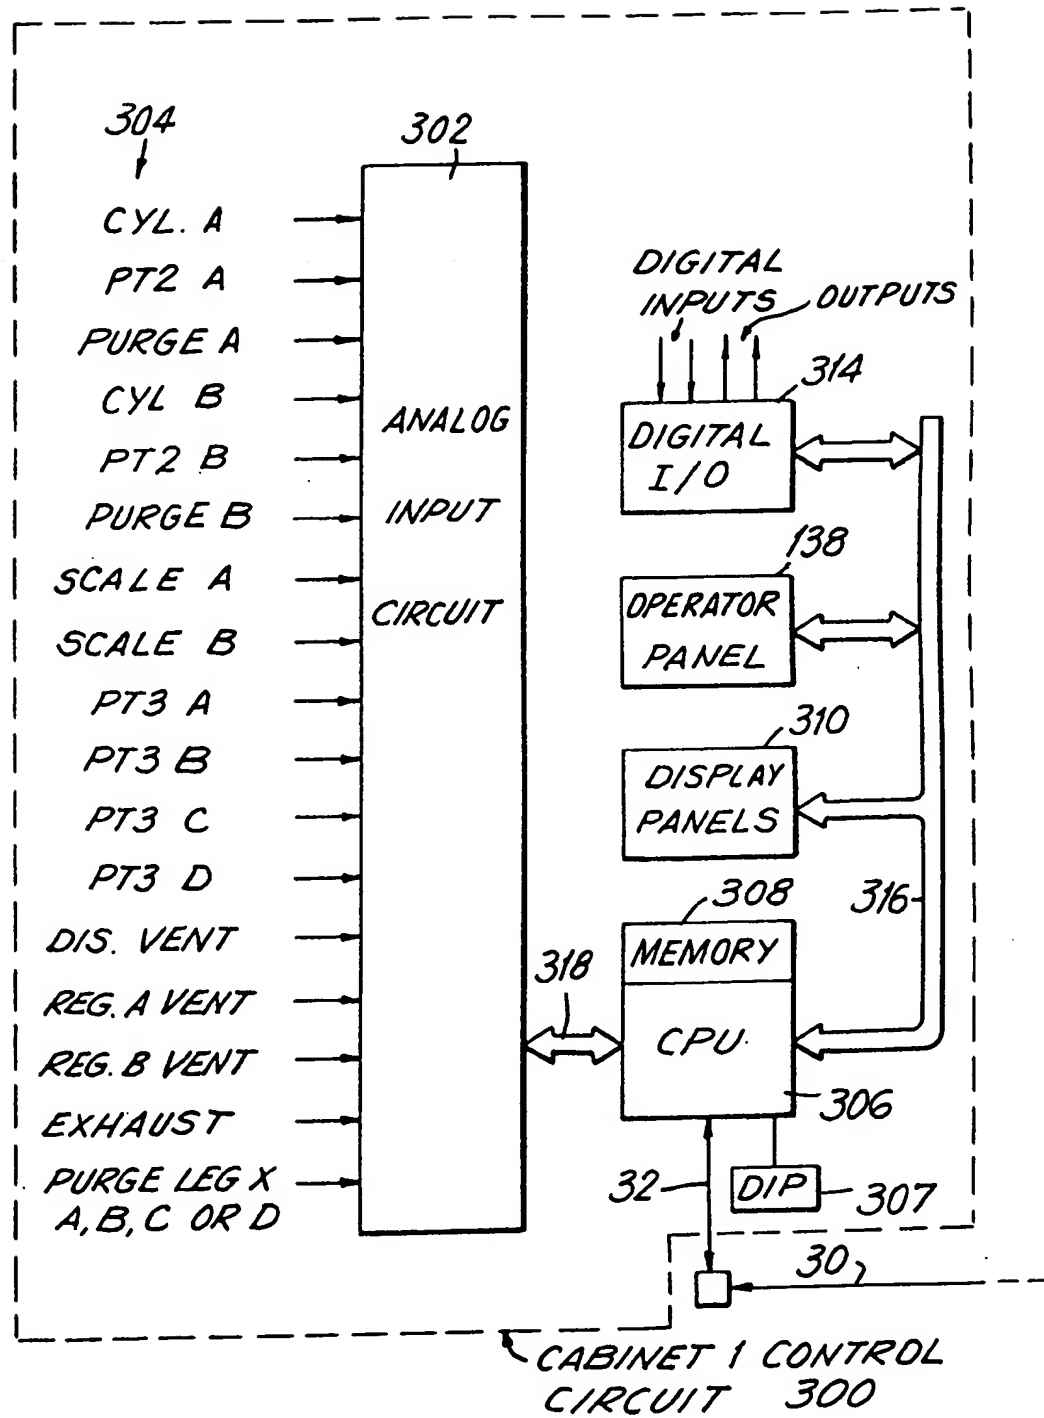 304
302
CYL. A
PT2 A
PURGE A
CYL B
PT2 B
PURGE B
SCALE A
SCALE B
PT3 A
PT3 B
PT3 C
PT3 D
DIS. VENT
REG. A VENT
REG. B VENT
EXHAUST
PURGE LEG X
A, B, C OR D
ANALOG
INPUT
CIRCUIT
DIGITAL
INPUTS
OUTPUTS
314
DIGITAL
I/O
138
OPERATOR
PANEL
310
DISPLAY
PANELS
316
308
MEMORY
318
CPU
306
32
DIP
307
30
CABINET 1 CONTROL
CIRCUIT 300